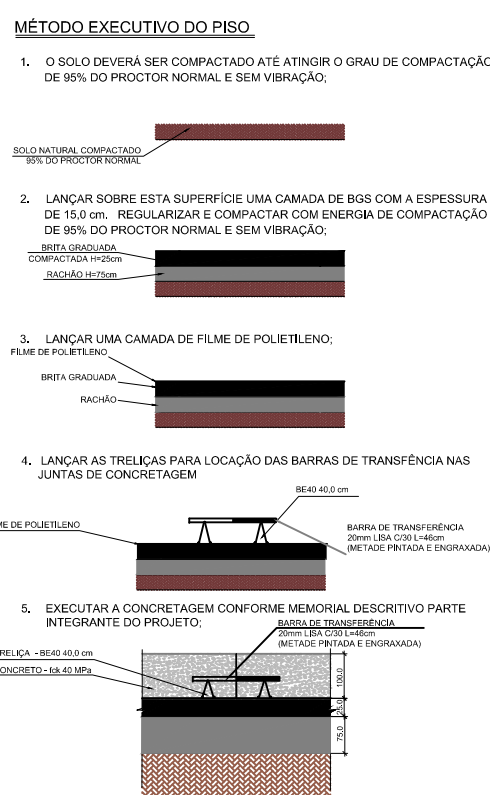 MÉTODO EXECUTIVO DO PISO
1. O SOLO DEVERÁ SER COMPACTADO ATÉ ATINGIR O GRAU DE COMPACTAÇÃO
DE 95% DO PROCTOR NORMAL E SEM VIBRAÇÃO;
SOLO NATURAL COMPACTADO
95% DO PROCTOR NORMAL
2. LANÇAR SOBRE ESTA SUPERFÍCIE UMA CAMADA DE BGS COM A ESPESSURA
DE 15,0 cm. REGULARIZAR E COMPACTAR COM ENERGIA DE COMPACTAÇÃO
DE 95% DO PROCTOR NORMAL E SEM VIBRAÇÃO;
BRITA GRADUADA
COMPACTADA H=25cm
RACHÃO H=75cm
3. LANÇAR UMA CAMADA DE FILME DE POLIETILENO;
FILME DE POLIETILENO
BRITA GRADUADA
RACHÃO
4. LANÇAR AS TRELIÇAS PARA LOCAÇÃO DAS BARRAS DE TRANSFÊNCIA NAS
JUNTAS DE CONCRETAGEM
BE40 40,0 cm
ME DE POLIETILENO
BARRA DE TRANSFERÊNCIA
20mm LISA C/30 L=46cm
(METADE PINTADA E ENGRAXADA)
5. EXECUTAR A CONCRETAGEM CONFORME MEMORIAL DESCRITIVO PARTE
INTEGRANTE DO PROJETO;
BARRA DE TRANSFERÊNCIA
20mm LISA C/30 L=46cm
(METADE PINTADA E ENGRAXADA)
RELIÇA - BE40 40,0 cm
ONCRETO - fck 40 MPa
100.0
25.0
75.0